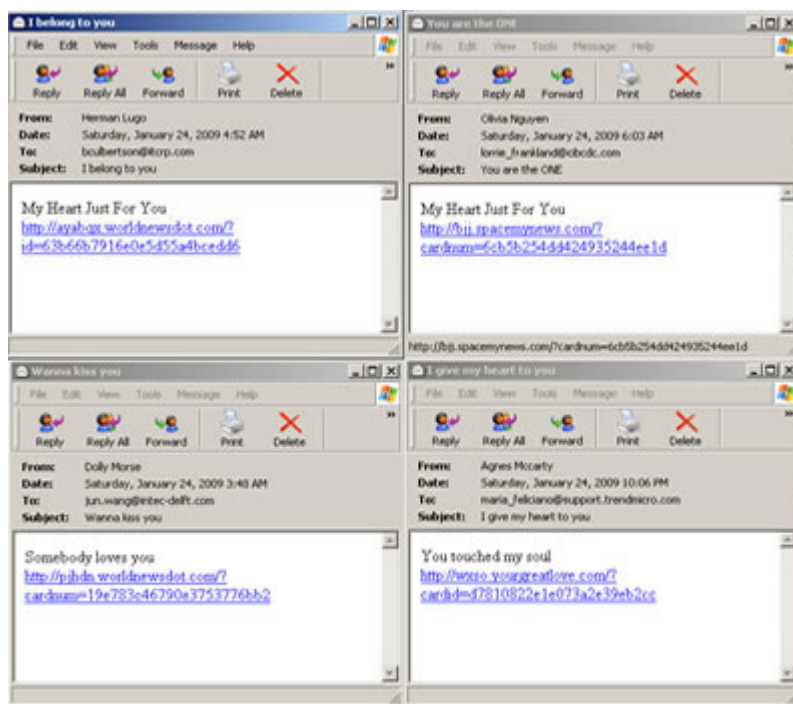 I belong to you
File Edit View Tools Message Help
Reply Reply All Forward Print Delete
From: Herman Lugo
Date: Saturday, January 24, 2009 4:52 AM
To: bculbertson@itcrp.com
Subject: I belong to you
My Heart Just For You
http://ayabqx.worldnewsdot.com/?
id=63b66b7916e0e5d55a4bcedd6
You are the ONE
File Edit View Tools Message Help
Reply Reply All Forward Print Delete
From: Olivia Nguyen
Date: Saturday, January 24, 2009 6:03 AM
To: lorrie_frankland@cibcdc.com
Subject: You are the ONE
My Heart Just For You
http://bjj.spacemynews.com/?
cardnum=6cb5b254dd424935244ee1d
http://bjj.spacemynews.com/?cardnum=6cb5b254dd424935244ee1d
Wanna kiss you
File Edit View Tools Message Help
Reply Reply All Forward Print Delete
From: Dolly Morse
Date: Saturday, January 24, 2009 3:48 AM
To: jun.wang@intec-delft.com
Subject: Wanna kiss you
Somebody loves you
http://pjhdn.worldnewsdot.com/?
cardnum=19e783c46790e3753776bb2
I give my heart to you
File Edit View Tools Message Help
Reply Reply All Forward Print Delete
From: Agnes Mccarty
Date: Saturday, January 24, 2009 10:06 PM
To: maria_feliciano@support.trendmicro.com
Subject: I give my heart to you
You touched my soul
http://wxso.yourgreatlove.com/?
cardid=d7810822e1e073a2e39eb2cc